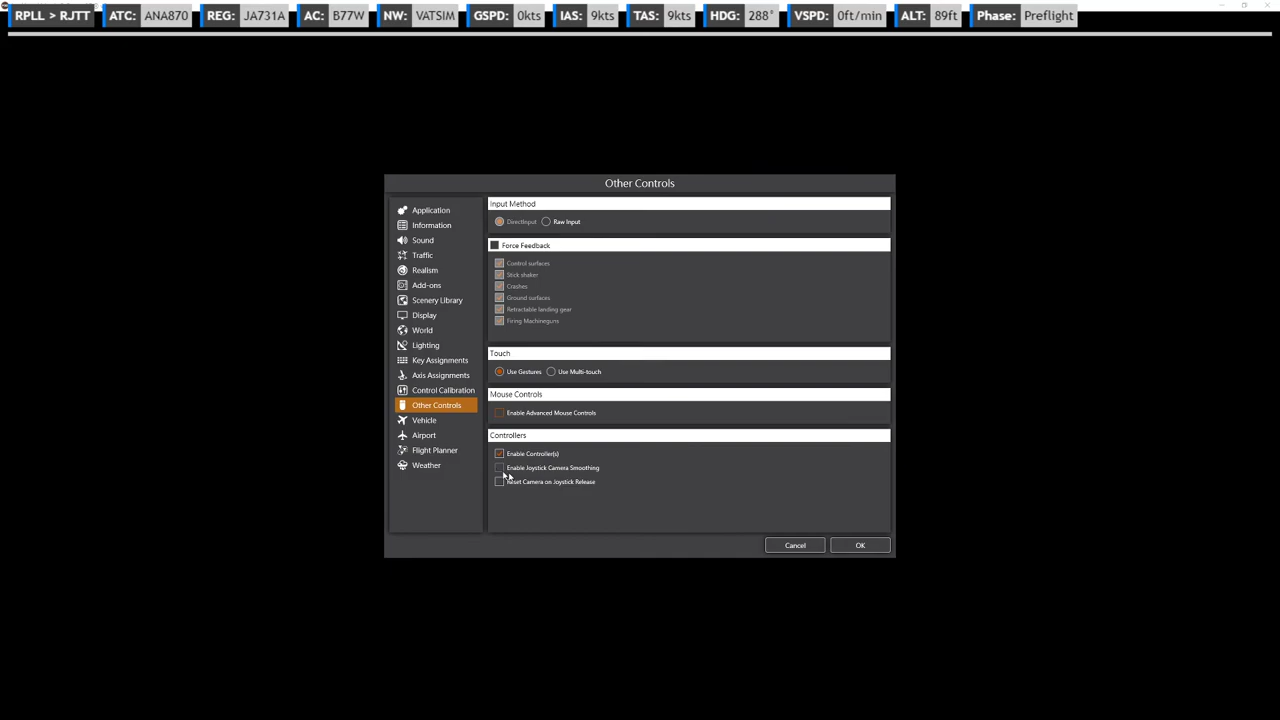 RPLL > RJTT ATC: ANA870 REG: JA731A AC: B77W NW: VATSIM GSPD: 0kts IAS: 9kts TAS: 9kts HDG: 288° VSPD: 0ft/min ALT: 89ft Phase: Preflight
Other Controls
Application
Information
Sound
Traffic
Realism
Add-ons
Scenery Library
Display
World
Lighting
Key Assignments
Axis Assignments
Control Calibration
Other Controls
Vehicle
Airport
Flight Planner
Weather
Input Method
DirectInput Raw Input
Force Feedback
Control surfaces
Stick shaker
Crashes
Ground surfaces
Retractable landing gear
Firing Machineguns
Touch
Use Gestures Use Multi-touch
Mouse Controls
Enable Advanced Mouse Controls
Controllers
Enable Controller(s)
Enable Joystick Camera Smoothing
Reset Camera on Joystick Release
Cancel OK